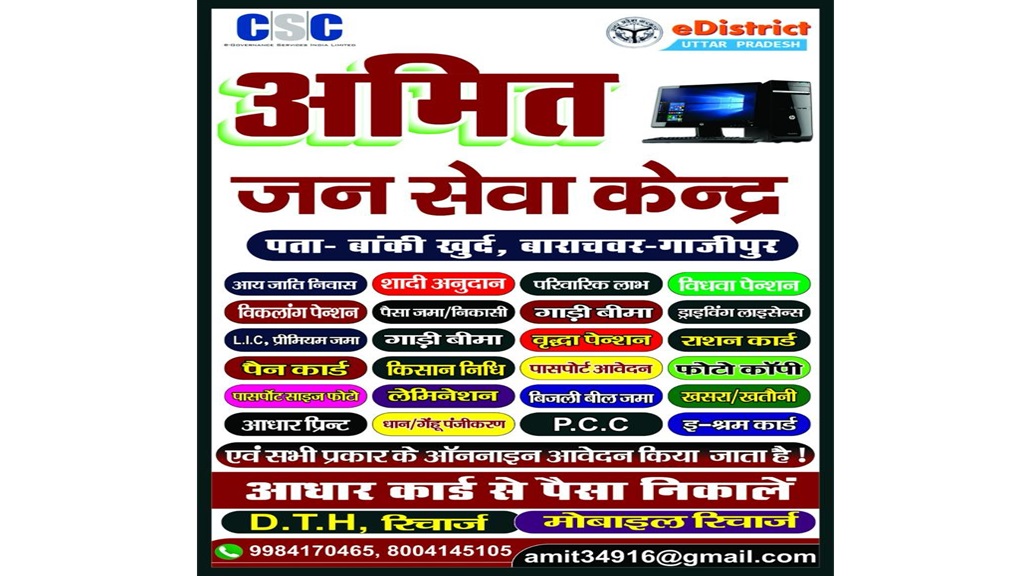 CSC
E-GOVERNANCE SERVICES INDIA LIMITED
eDistrict
UTTAR PRADESH
अमित
जन सेवा केन्द्र
पता- बांकी खुर्द, बाराचवर-गाजीपुर
आय जाति निवास शादी अनुदान परिवारिक लाभ विधवा पेन्शन
विकलांग पेन्शन पैसा जमा/निकासी गाड़ी बीमा ड्राइविंग लाइसेन्स
L.I.C, प्रीमियम जमा गाड़ी बीमा वृद्धा पेन्शन राशन कार्ड
पैन कार्ड किसान निधि पासपोर्ट आवेदन फोटो कॉपी
पासर्पोट साइज फोटो लेमिनेशन बिजली बील जमा खसरा/खतौनी
आधार प्रिन्ट धान/गेंहू पंजीकरण P.C.C इ-श्रम कार्ड
एवं सभी प्रकार के ऑननाइन आवेदन किया जाता है !
आधार कार्ड से पैसा निकालें
D.T.H, रिचार्ज मोबाइल रिचार्ज
9984170465, 8004145105 amit34916@gmail.com